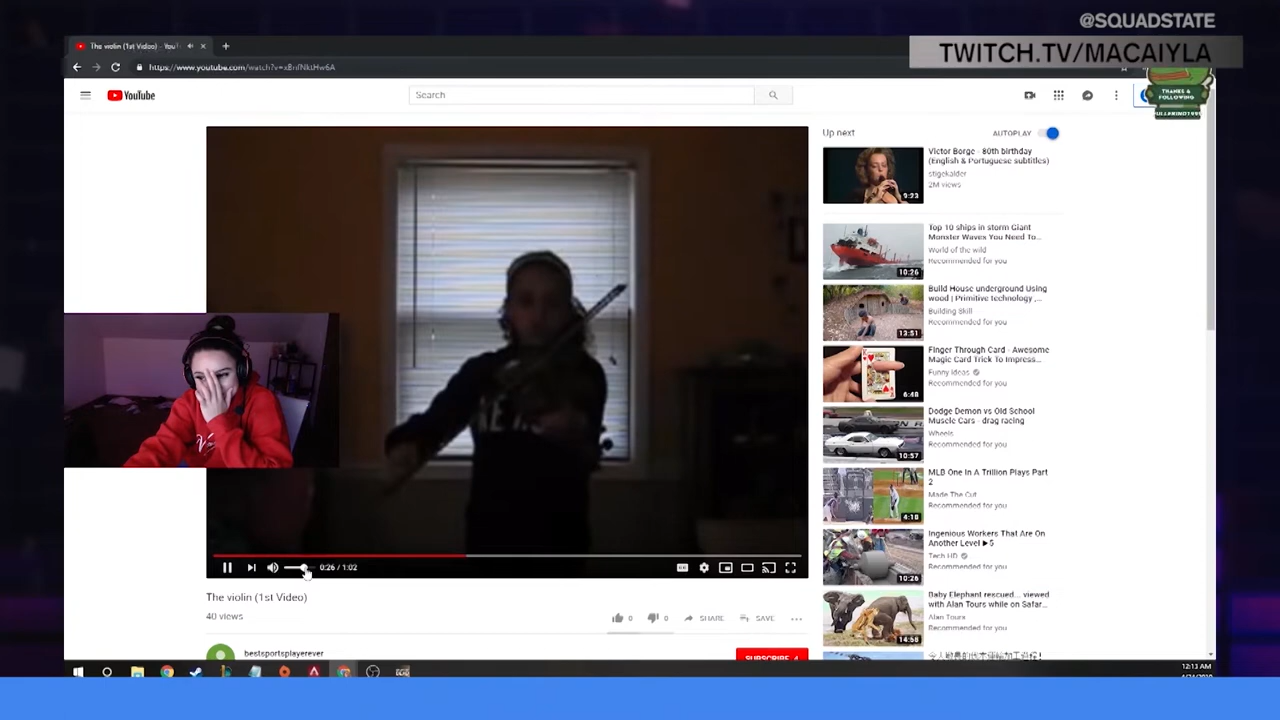 @SQUADSTATE
TWITCH.TV/MACAIYLA
The violin (1st Video) - YouT
https://www.youtube.com/watch?v=xBnfNktHw6A
YouTube
Search
THANKS 4
FOLLOWING
Up next
AUTOPLAY
Victor Borge - 80th birthday
(English & Portuguese subtitles)
stigekalder
2M views
9:23
Top 10 ships in storm Giant
Monster Waves You Need To...
World of the wild
Recommended for you
10:26
Build House underground Using
wood | Primitive technology ,...
Building Skill
Recommended for you
13:51
Finger Through Card - Awesome
Magic Card Trick To Impress...
Funny Ideas
Recommended for you
6:48
Dodge Demon vs Old School
Muscle Cars - drag racing
Wheels
Recommended for you
10:57
MLB One In A Trillion Plays Part
2
Made The Cut
Recommended for you
4:18
Ingenious Workers That Are On
Another Level ►5
Tech HD
Recommended for you
10:26
Baby Elephant rescued... viewed
with Alan Tours while on Safar...
Alan Tours
Recommended for you
14:58
0:26 / 1:02
The violin (1st Video)
40 views
0
0
SHARE
SAVE
bestsportsplayerever
SUBSCRIBE 4
12:13 AM